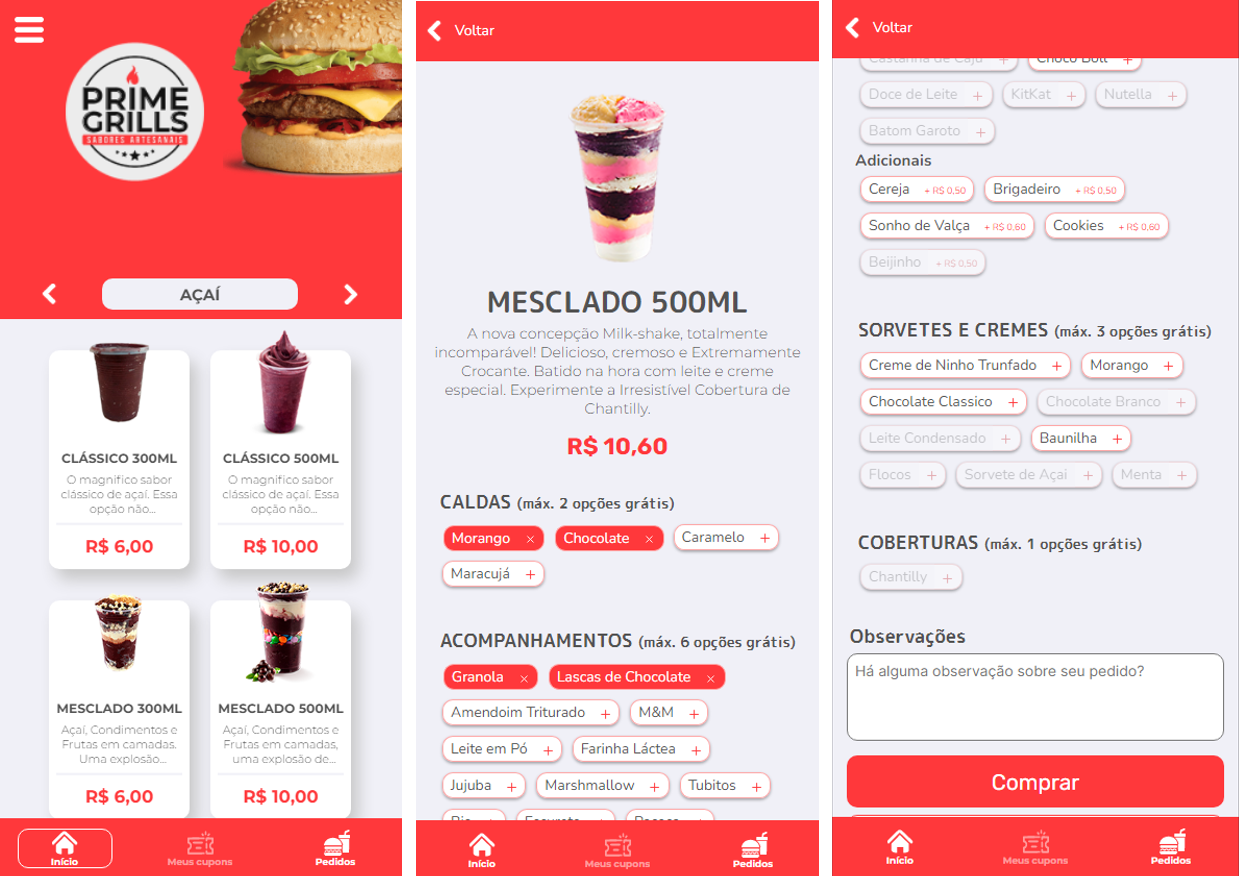 PRIME
GRILLS
SABORES ARTESANAIS
AÇAÍ
CLÁSSICO 300ML
O magnifico sabor
clássico de açaí. Essa
opção não...
R$ 6,00
CLÁSSICO 500ML
O magnifico sabor
clássico de açaí. Essa
opção não...
R$ 10,00
MESCLADO 300ML
Açaí, Condimentos e
Frutas em camadas.
Uma explosão...
R$ 6,00
MESCLADO 500ML
Açaí, Condimentos e
Frutas em camadas,
uma explosão de...
R$ 10,00
Início Meus cupons Pedidos
Voltar
MESCLADO 500ML
A nova concepção Milk-shake, totalmente
incomparável! Delicioso, cremoso e Extremamente
Crocante. Batido na hora com leite e creme
especial. Experimente a Irresistível Cobertura de
Chantilly.
R$ 10,60
CALDAS (máx. 2 opções grátis)
Morango × Chocolate × Caramelo +
Maracujá +
ACOMPANHAMENTOS (máx. 6 opções grátis)
Granola × Lascas de Chocolate ×
Amendoim Triturado + M&M +
Leite em Pó + Farinha Láctea +
Jujuba + Marshmallow + Tubitos +
Início Meus cupons Pedidos
Voltar
Castanha de Caju + Choco Boll +
Doce de Leite + KitKat + Nutella +
Batom Garoto +
Adicionais
Cereja + R$ 0,50 Brigadeiro + R$ 0,50
Sonho de Valça + R$ 0,60 Cookies + R$ 0,60
Beijinho + R$ 0,50
SORVETES E CREMES (máx. 3 opções grátis)
Creme de Ninho Trunfado + Morango +
Chocolate Classico + Chocolate Branco +
Leite Condensado + Baunilha +
Flocos + Sorvete de Açai + Menta +
COBERTURAS (máx. 1 opções grátis)
Chantilly +
Observações
Há alguma observação sobre seu pedido?
Comprar
Início Meus cupons Pedidos